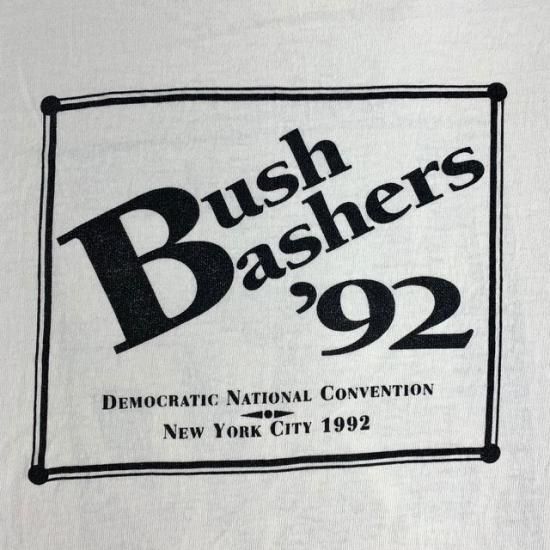 Bush
Bashers
'92
DEMOCRATIC NATIONAL CONVENTION
NEW YORK CITY 1992